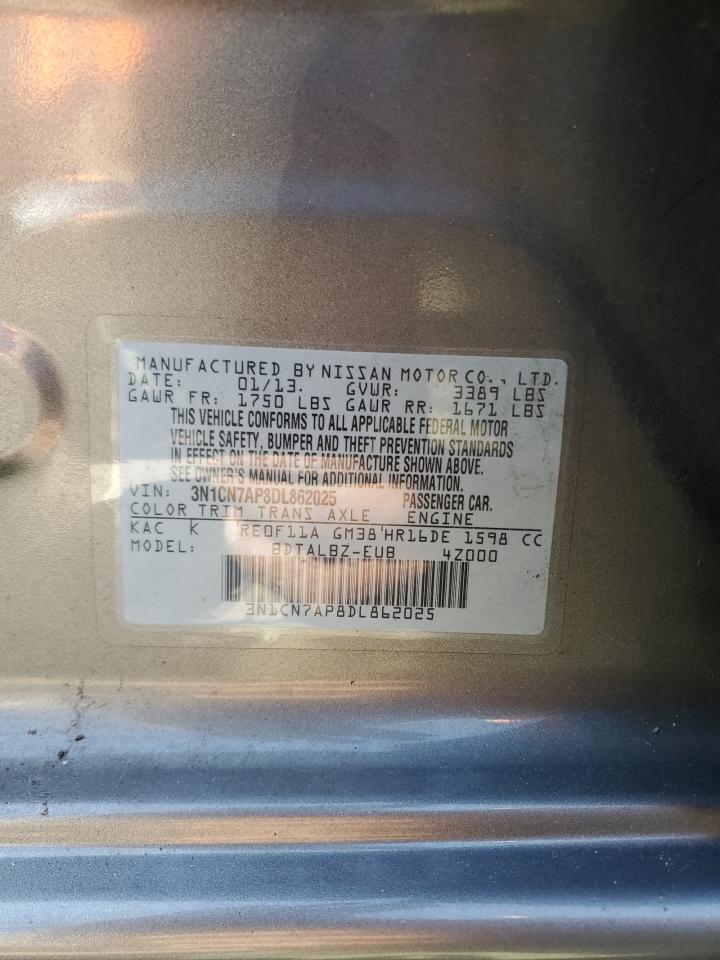 MANUFACTURED BY NISSAN MOTOR CO., LTD.
DATE: 01/13. GVWR: 3389 LBS
GAWR FR: 1750 LBS GAWR RR: 1671 LBS
THIS VEHICLE CONFORMS TO ALL APPLICABLE FEDERAL MOTOR
VEHICLE SAFETY, BUMPER AND THEFT PREVENTION STANDARDS
IN EFFECT ON THE DATE OF MANUFACTURE SHOWN ABOVE.
SEE OWNER'S MANUAL FOR ADDITIONAL INFORMATION.
VIN: 3N1CN7AP8DL862025 PASSENGER CAR.
COLOR TRIM TRANS AXLE ENGINE
KAC K RE0F11A GM38 HR16DE 1598 CC
MODEL: BDTALBZ-EUB 4Z000
3N1CN7AP8DL862025